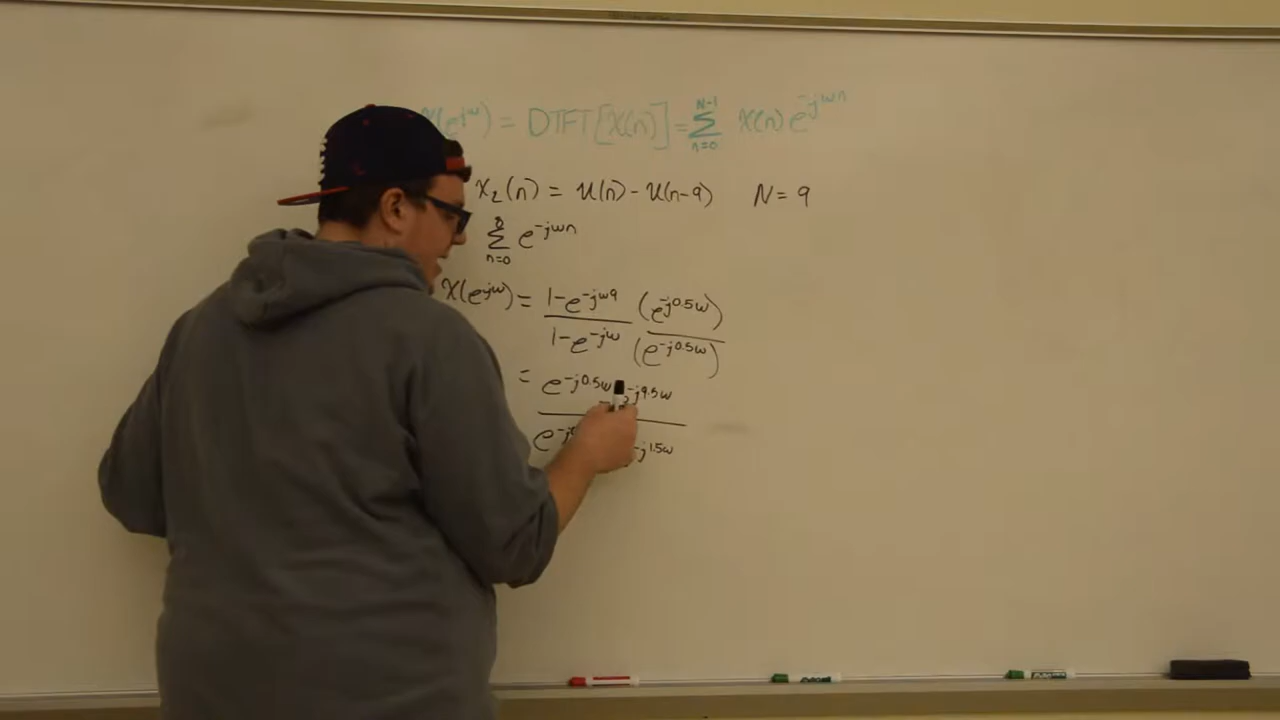 X(e^jω) = DTFT[X(n)] = Σ_{n=0}^{N-1} X(n) e^{-jωn}
X₂(n) = u(n) - u(n-9) N = 9
Σ_{n=0}^{8} e^{-jωn}
X(e^jω) = (1 - e^{-jω9}) / (1 - e^{-jω}) (e^{-j0.5ω}) / (e^{-j0.5ω})
= e^{-j0.5ω} -j9.5ω
e -j1.5ω